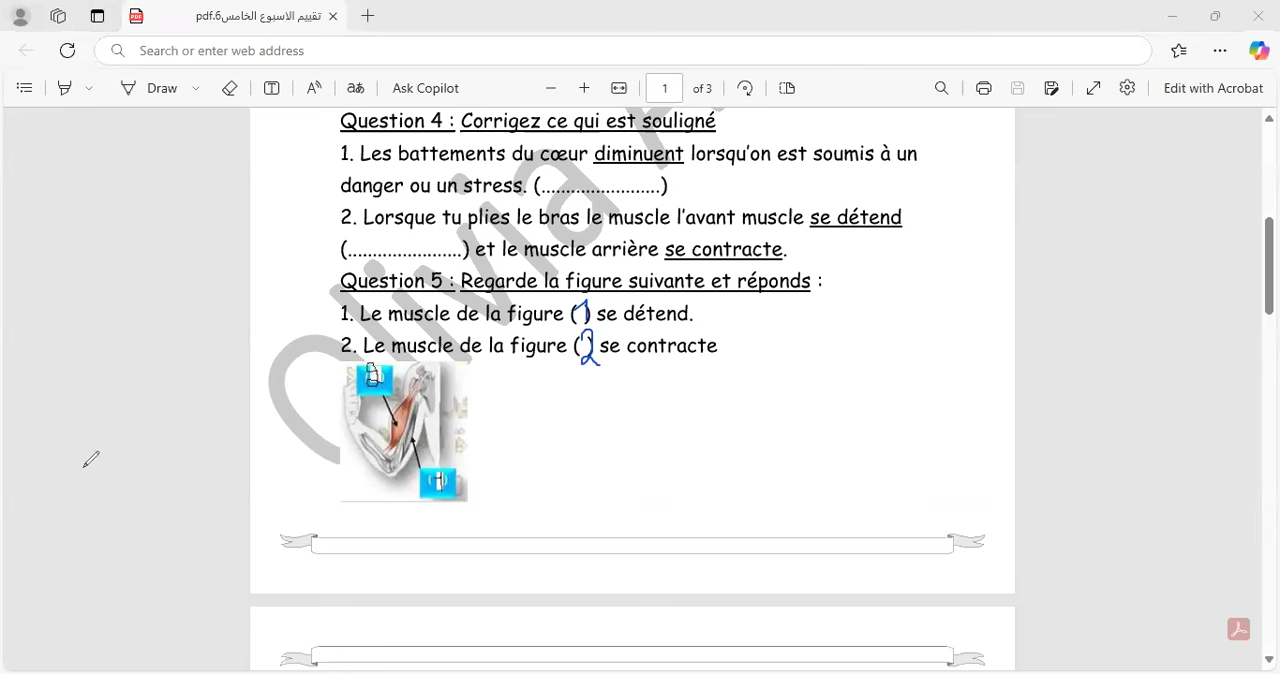 تقييم الاسبوع الخامس6.pdf
Search or enter web address
Draw
aあ
Ask Copilot
1 of 3
Edit with Acrobat
Question 4 : Corrigez ce qui est souligné
1. Les battements du cœur diminuent lorsqu'on est soumis à un
danger ou un stress. (........................)
2. Lorsque tu plies le bras le muscle l'avant muscle se détend
(.......................) et le muscle arrière se contracte.
Question 5 : Regarde la figure suivante et réponds :
1. Le muscle de la figure (1) se détend.
2. Le muscle de la figure (2) se contracte
(1)
Olivia